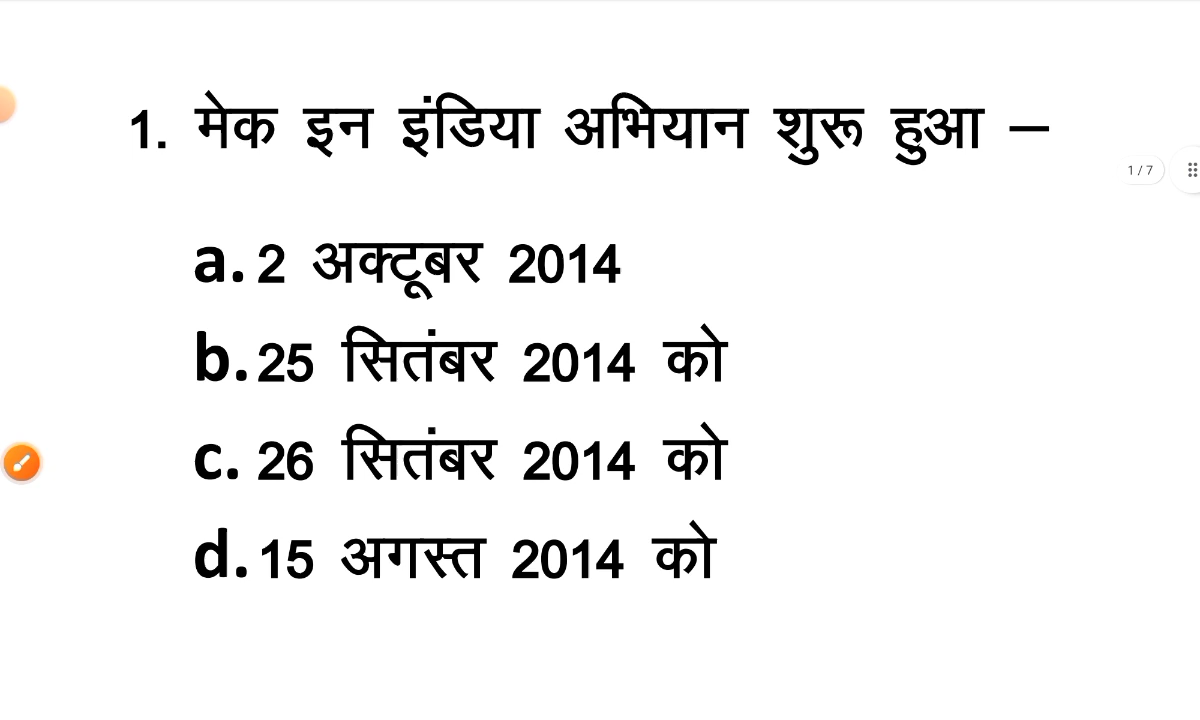 1. मेक इन इंडिया अभियान शुरू हुआ –
1 / 7
a. 2 अक्टूबर 2014
b. 25 सितंबर 2014 को
c. 26 सितंबर 2014 को
d. 15 अगस्त 2014 को